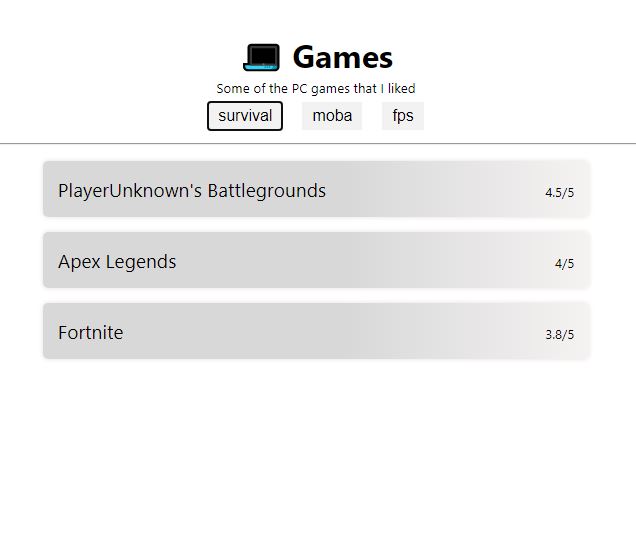 Games
Some of the PC games that I liked
survival moba fps
PlayerUnknown's Battlegrounds 4.5/5
Apex Legends 4/5
Fortnite 3.8/5